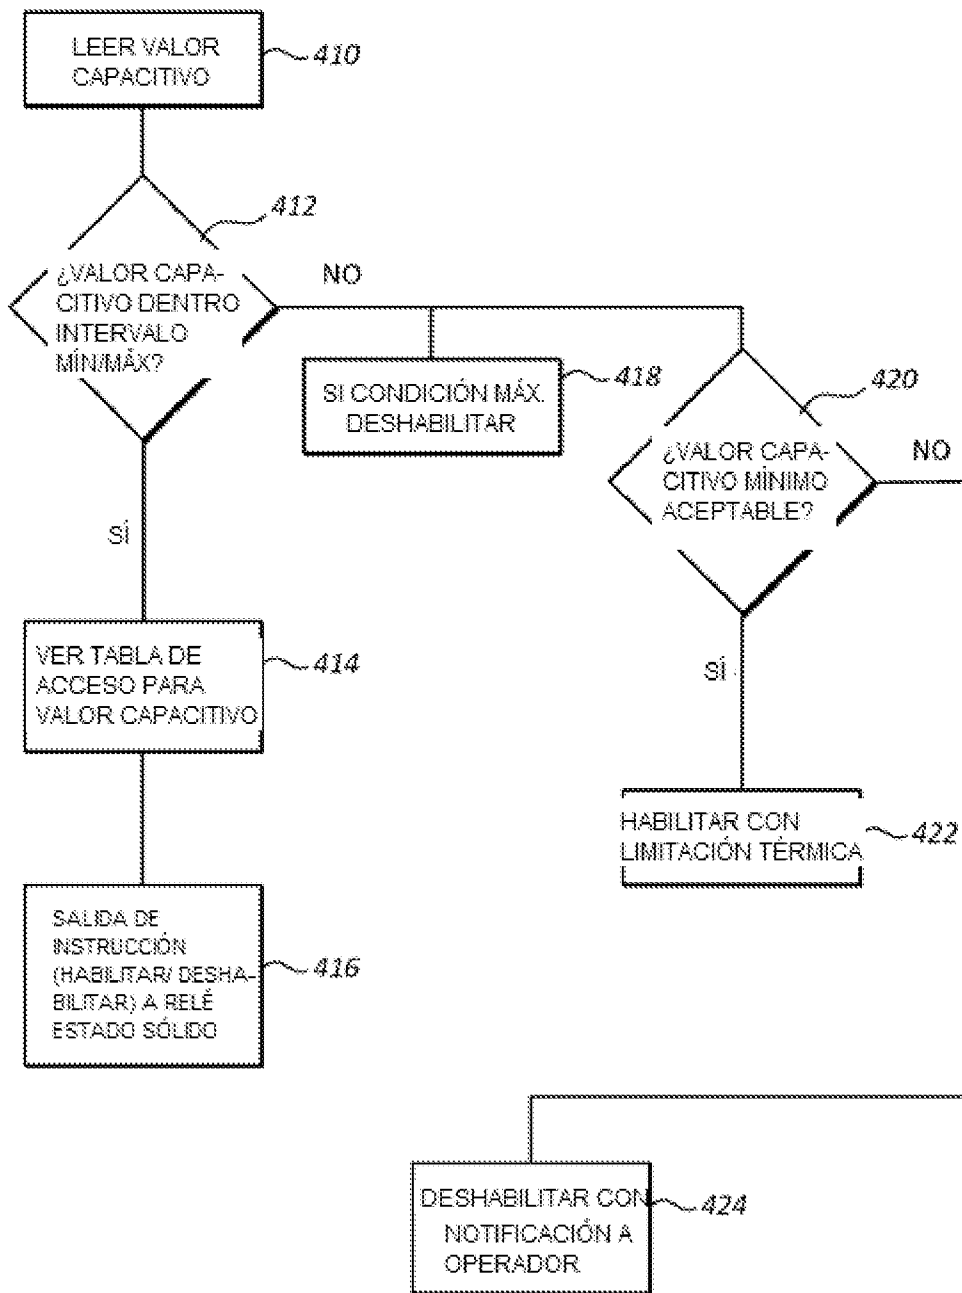 LEER VALOR
CAPACITIVO
410
412
¿VALOR CAPA-
CITIVO DENTRO
INTERVALO
MÍN/MÁX?
NO
SI CONDICIÓN MÁX.
DESHABILITAR
418
420
¿VALOR CAPA-
CITIVO MÍNIMO
ACEPTABLE?
NO
SÍ
VER TABLA DE
ACCESO PARA
VALOR CAPACITIVO
414
SÍ
HABILITAR CON
LIMITACIÓN TÉRMICA
422
SALIDA DE
INSTRUCCIÓN
(HABILITAR/ DESHA-
BILITAR) A RELÉ
ESTADO SÓLIDO
416
DESHABILITAR CON
NOTIFICACIÓN A
OPERADOR
424